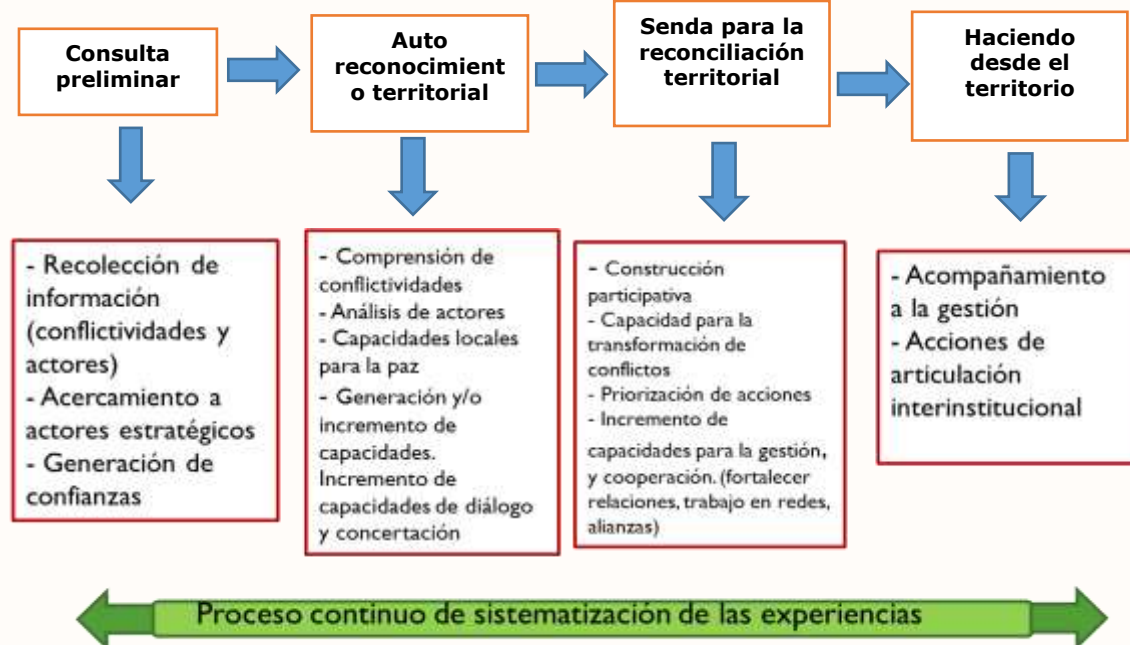 Consulta
preliminar
Auto
reconocimient
o territorial
Senda para la
reconciliación
territorial
Haciendo
desde el
territorio
- Recolección de
información
(conflictividades y
actores)
- Acercamiento a
actores estratégicos
- Generación de
confianzas
- Comprensión de
conflictividades
- Análisis de actores
- Capacidades locales
para la paz
- Generación y/o
incremento de
capacidades.
Incremento de
capacidades de diálogo
y concertación
- Construcción
participativa
- Capacidad para la
transformación de
conflictos
- Priorización de acciones
- Incremento de
capacidades para la gestión,
y cooperación. (fortalecer
relaciones, trabajo en redes,
alianzas)
- Acompañamiento
a la gestión
- Acciones de
articulación
interinstitucional
Proceso continuo de sistematización de las experiencias